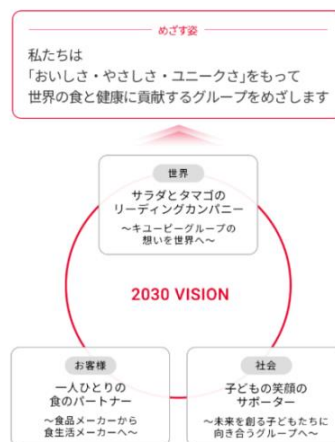 めざす姿
私たちは
「おいしさ・やさしさ・ユニークさ」をもって
世界の食と健康に貢献するグループをめざします
世界
サラダとタマゴの
リーディングカンパニー
～キユーピーグループの
想いを世界へ～
2030 VISION
お客様
一人ひとりの
食のパートナー
～食品メーカーから
食生活メーカーへ～
社会
子どもの笑顔の
サポーター
～未来を創る子どもたちに
向き合うグループへ～